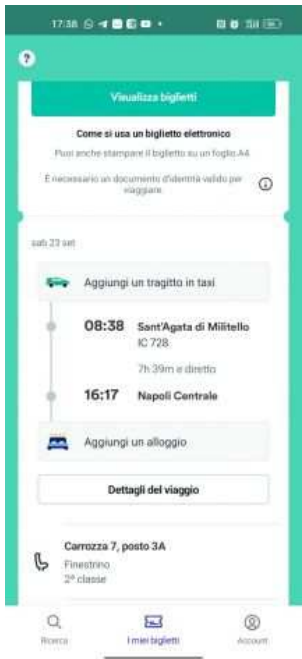 17:38
?
Visualizza biglietti
Come si usa un biglietto elettronico
Puoi anche stampare il biglietto su un foglio A4
È necessario un documento d'identità valido per
viaggiare
sab 23 set
Aggiungi un tragitto in taxi
08:38 Sant'Agata di Militello
IC 728
7h 39m e diretto
16:17 Napoli Centrale
Aggiungi un alloggio
Dettagli del viaggio
Carrozza 7, posto 3A
Finestrino
2ª classe
Ricerca I miei biglietti Account